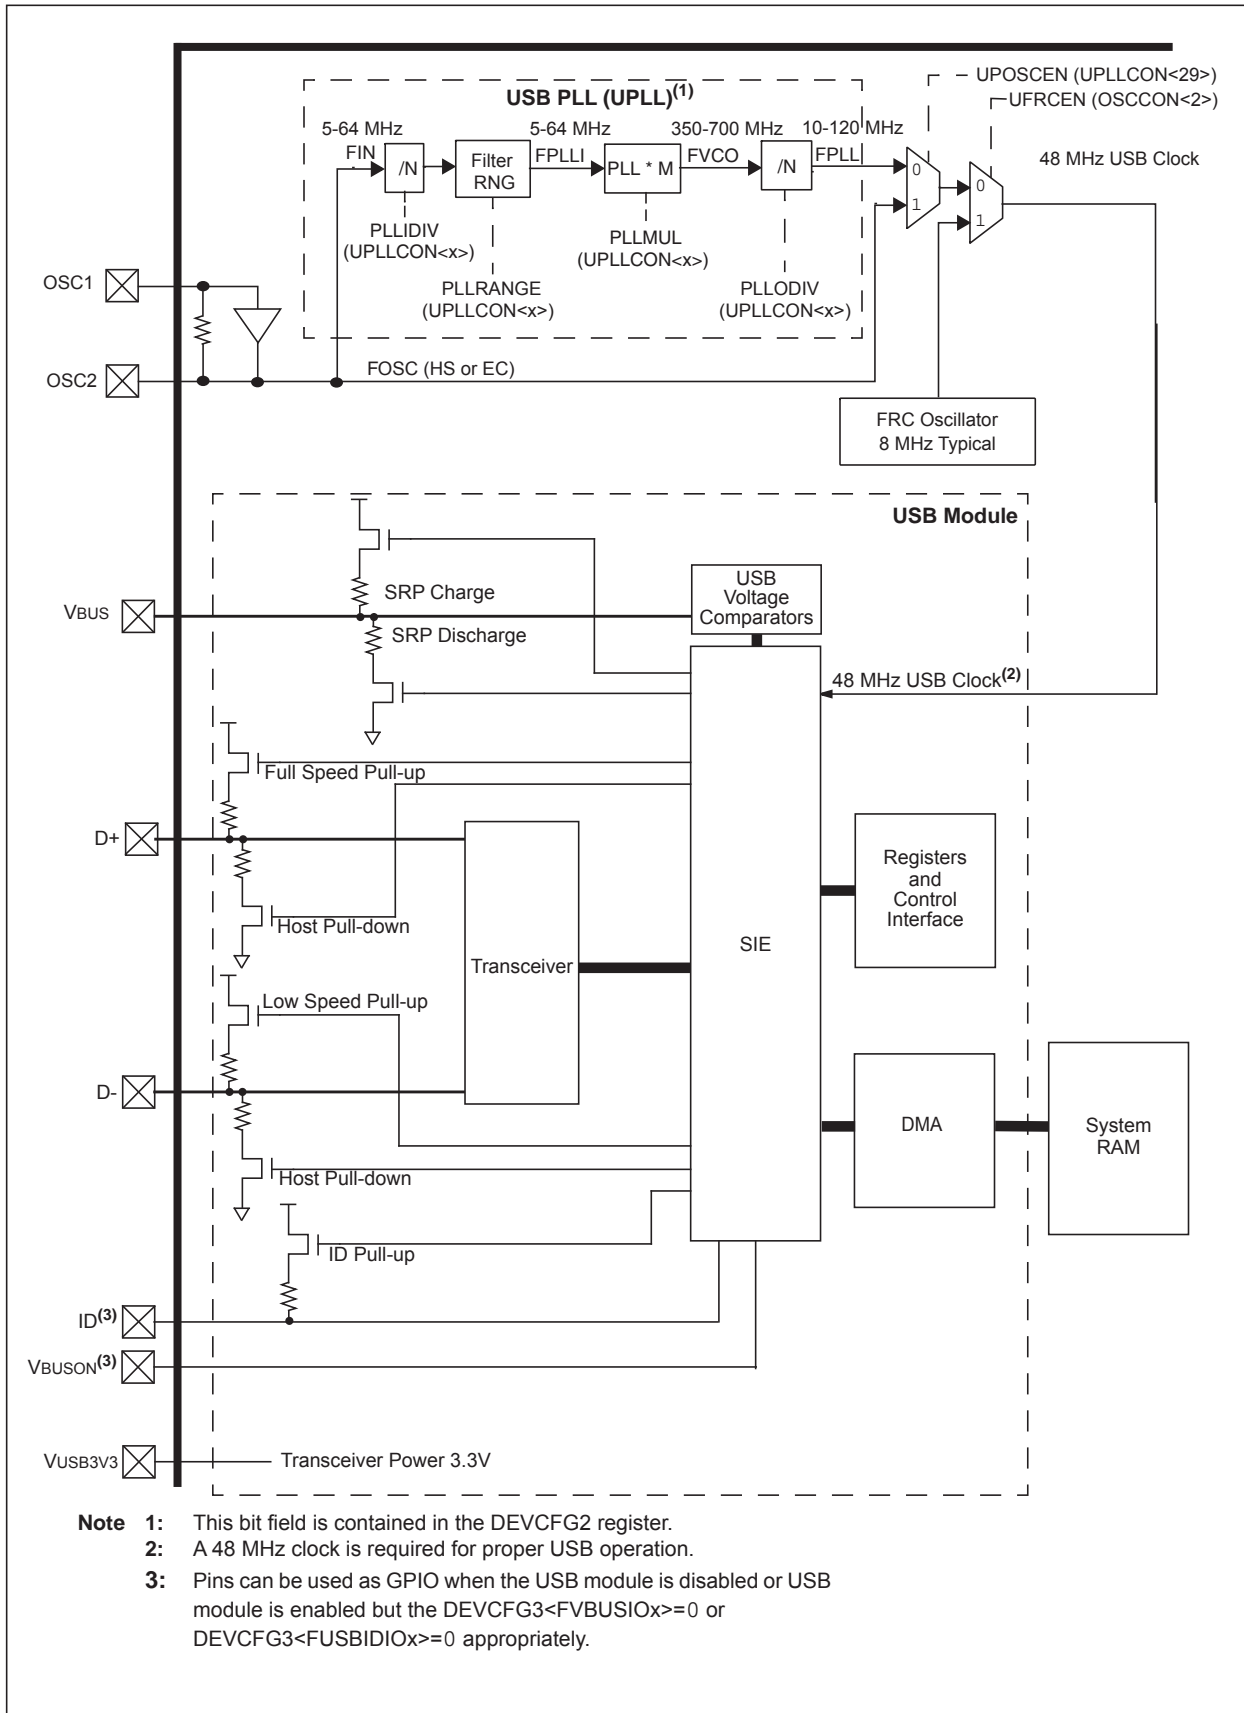 USB PLL (UPLL)(1)
UPOSCEN (UPLLCON<29>)
UFRCEN (OSCCON<2>)
5-64 MHz
5-64 MHz
350-700 MHz
10-120 MHz
48 MHz USB Clock
FIN
/N
Filter
RNG
FPLLI
PLL * M
FVCO
/N
FPLL
0
1
0
1
PLLIDIV
(UPLLCON<x>)
PLLMUL
(UPLLCON<x>)
PLLRANGE
(UPLLCON<x>)
PLLODIV
(UPLLCON<x>)
OSC1
OSC2
FOSC (HS or EC)
FRC Oscillator
8 MHz Typical
USB Module
USB
Voltage
Comparators
SRP Charge
VBUS
SRP Discharge
48 MHz USB Clock(2)
Full Speed Pull-up
D+
Registers
and
Control
Interface
Host Pull-down
SIE
Transceiver
Low Speed Pull-up
D-
DMA
System
RAM
Host Pull-down
ID Pull-up
ID(3)
VBUSON(3)
VUSB3V3
Transceiver Power 3.3V
Note 1: This bit field is contained in the DEVCFG2 register.
2: A 48 MHz clock is required for proper USB operation.
3: Pins can be used as GPIO when the USB module is disabled or USB
module is enabled but the DEVCFG3<FVBUSIOx>=0 or
DEVCFG3<FUSBIDIOx>=0 appropriately.